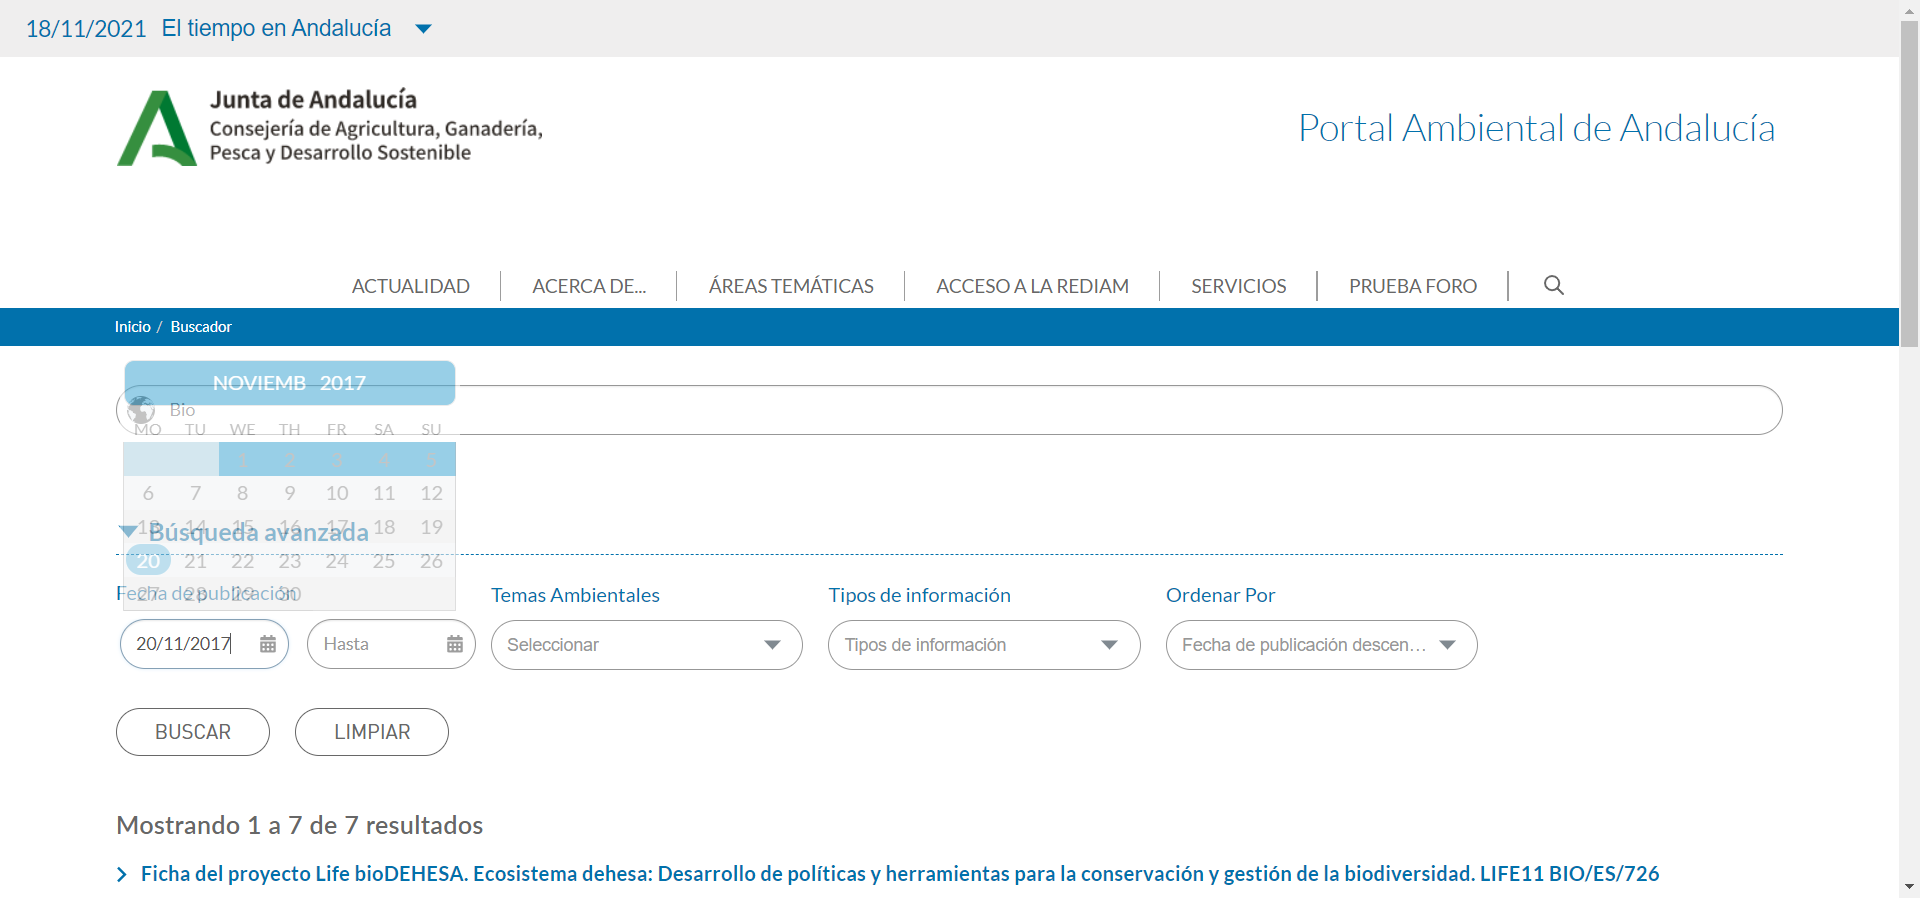 18/11/2021 El tiempo en Andalucía
Junta de Andalucía
Consejería de Agricultura, Ganadería,
Pesca y Desarrollo Sostenible
Portal Ambiental de Andalucía
ACTUALIDAD ACERCA DE... ÁREAS TEMÁTICAS ACCESO A LA REDIAM SERVICIOS PRUEBA FORO
Inicio / Buscador
NOVIEMB 2017
Bio
MO TU WE TH FR SA SU
1 2 3 4 5
6 7 8 9 10 11 12
13 14 15 16 17 18 19
Búsqueda avanzada
20 21 22 23 24 25 26
27 28 29 30
Fecha de publicación Temas Ambientales Tipos de información Ordenar Por
20/11/2017 Hasta Seleccionar Tipos de información Fecha de publicación descen...
BUSCAR LIMPIAR
Mostrando 1 a 7 de 7 resultados
Ficha del proyecto Life bioDEHESA. Ecosistema dehesa: Desarrollo de políticas y herramientas para la conservación y gestión de la biodiversidad. LIFE11 BIO/ES/726